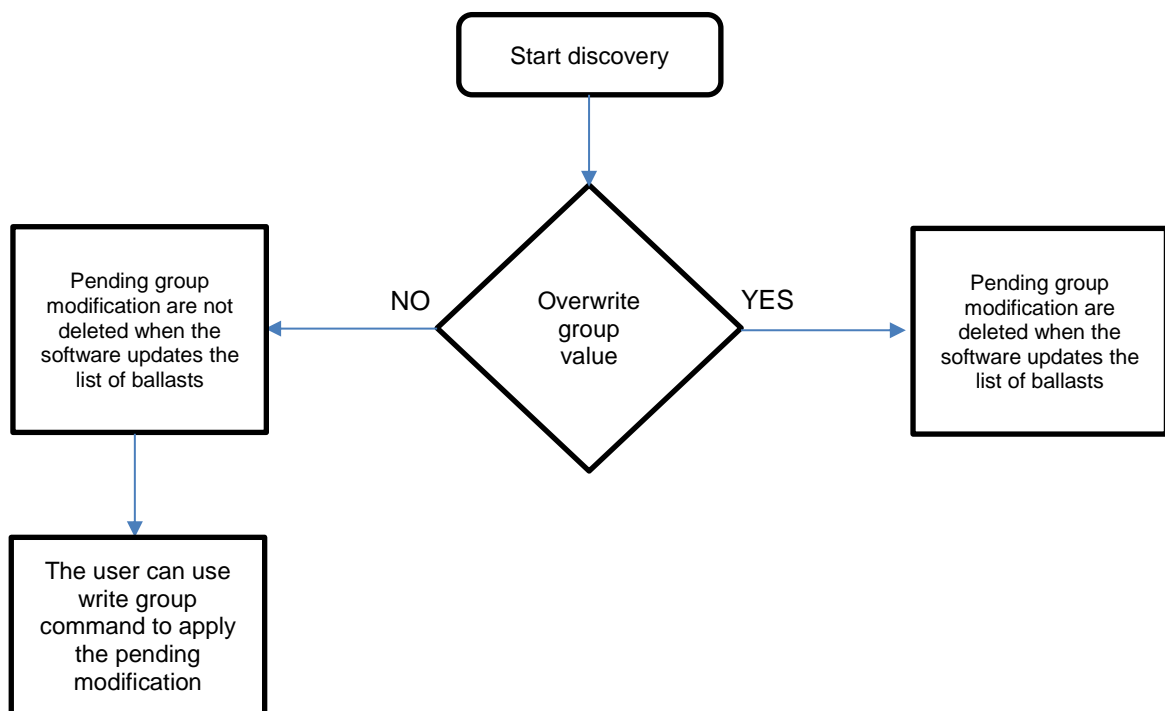 Start discovery
Overwrite
group
value
NO
YES
Pending group
modification are not
deleted when the
software updates the
list of ballasts
Pending group
modification are
deleted when the
software updates the
list of ballasts
The user can use
write group
command to apply
the pending
modification